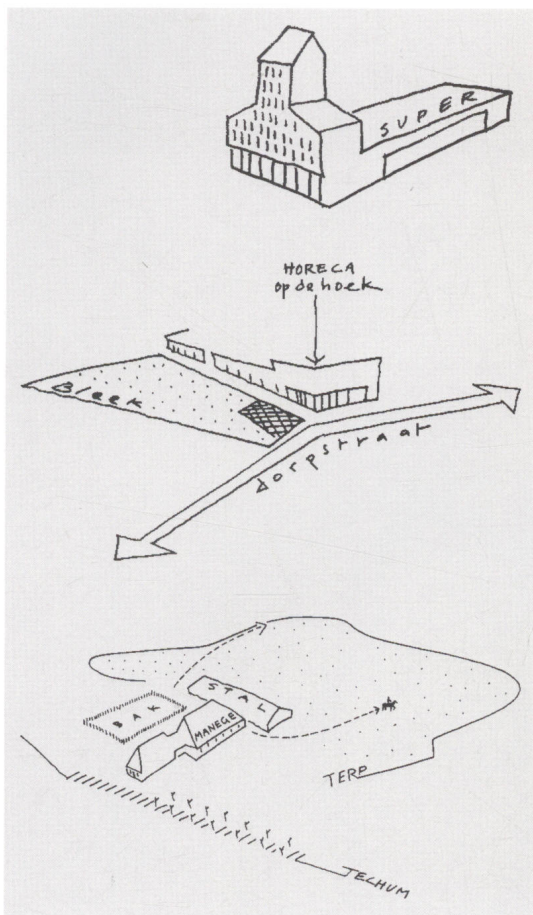 SUPER
HORECA
op de hoek
Bleek
dorpstraat
STAL
BAK
MANEGE
TERP
JECHUM